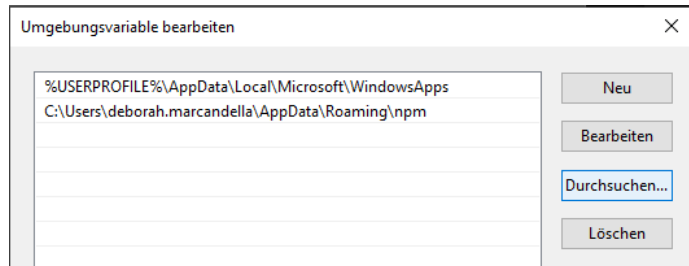 Umgebungsvariable bearbeiten
%USERPROFILE%\AppData\Local\Microsoft\WindowsApps
C:\Users\deborah.marcandella\AppData\Roaming\npm
Neu
Bearbeiten
Durchsuchen...
Löschen